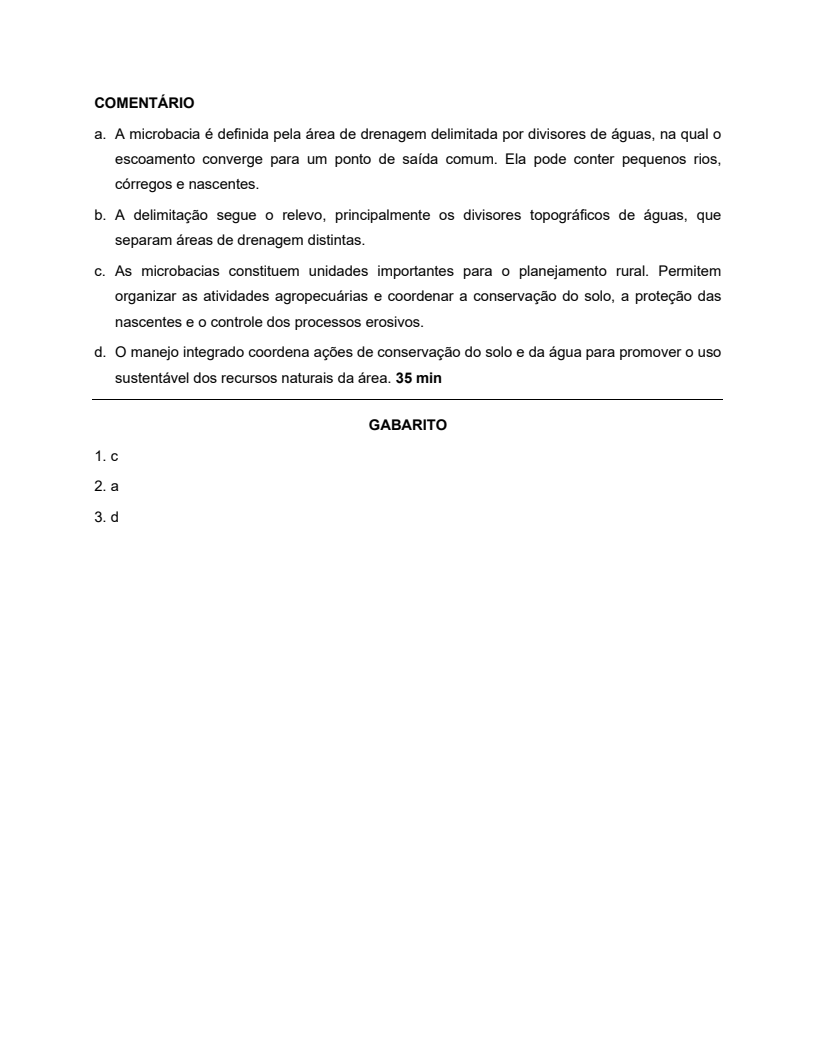 COMENTÁRIO
a. A microbacia é definida pela área de drenagem delimitada por divisores de águas, na qual o
escoamento converge para um ponto de saída comum. Ela pode conter pequenos rios,
córregos e nascentes.
b. A delimitação segue o relevo, principalmente os divisores topográficos de águas, que
separam áreas de drenagem distintas.
c. As microbacias constituem unidades importantes para o planejamento rural. Permitem
organizar as atividades agropecuárias e coordenar a conservação do solo, a proteção das
nascentes e o controle dos processos erosivos.
d. O manejo integrado coordena ações de conservação do solo e da água para promover o uso
sustentável dos recursos naturais da área. 35 min
GABARITO
1. c
2. a
3. d